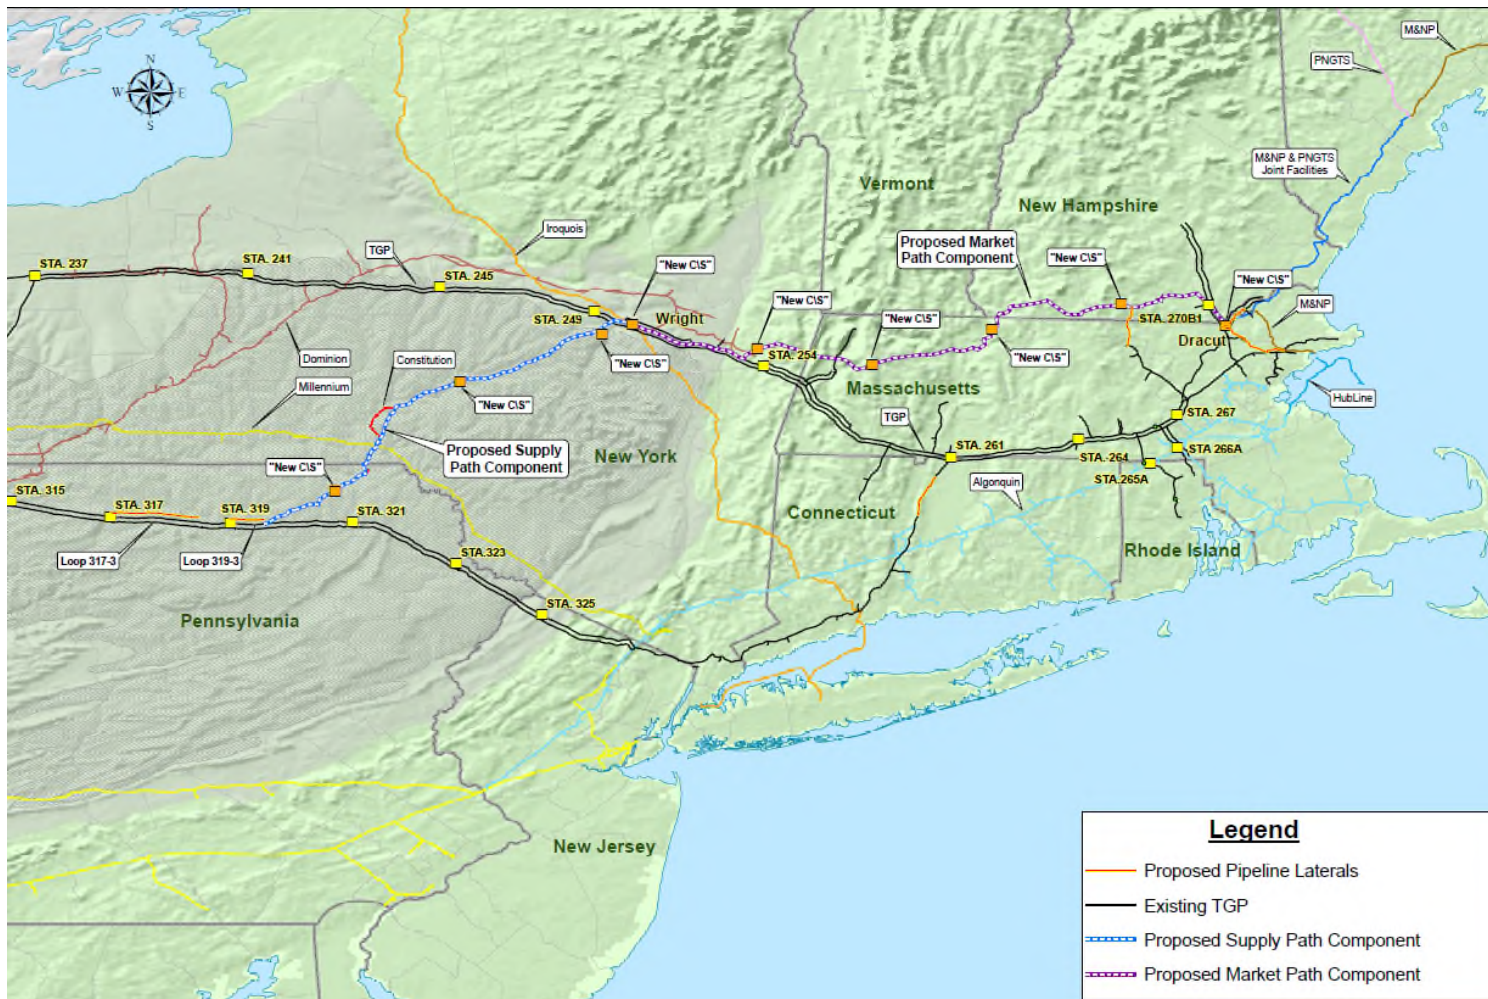 M&NP
PNGTS
N
W
E
S
M&NP & PNGTS
Joint Facilities
Vermont
New Hampshire
Iroquois
TGP
Proposed Market
Path Component
"New C\S"
STA. 237
STA. 241
STA. 245
"New C\S"
"New C\S"
"New C\S"
M&NP
STA. 249
Wright
"New C\S"
STA. 270B1
Dracut
Dominion
Constitution
"New C\S"
STA. 254
"New C\S"
Millennium
"New C\S"
Massachusetts
HubLine
TGP
STA. 267
Proposed Supply
Path Component
New York
STA. 261
STA. 264
STA 266A
"New C\S"
STA.265A
Algonquin
STA. 315
STA. 317
STA. 319
STA. 321
Connecticut
Loop 317-3
Loop 319-3
STA.323
Rhode Island
STA. 325
Pennsylvania
New Jersey
Legend
Proposed Pipeline Laterals
Existing TGP
Proposed Supply Path Component
Proposed Market Path Component